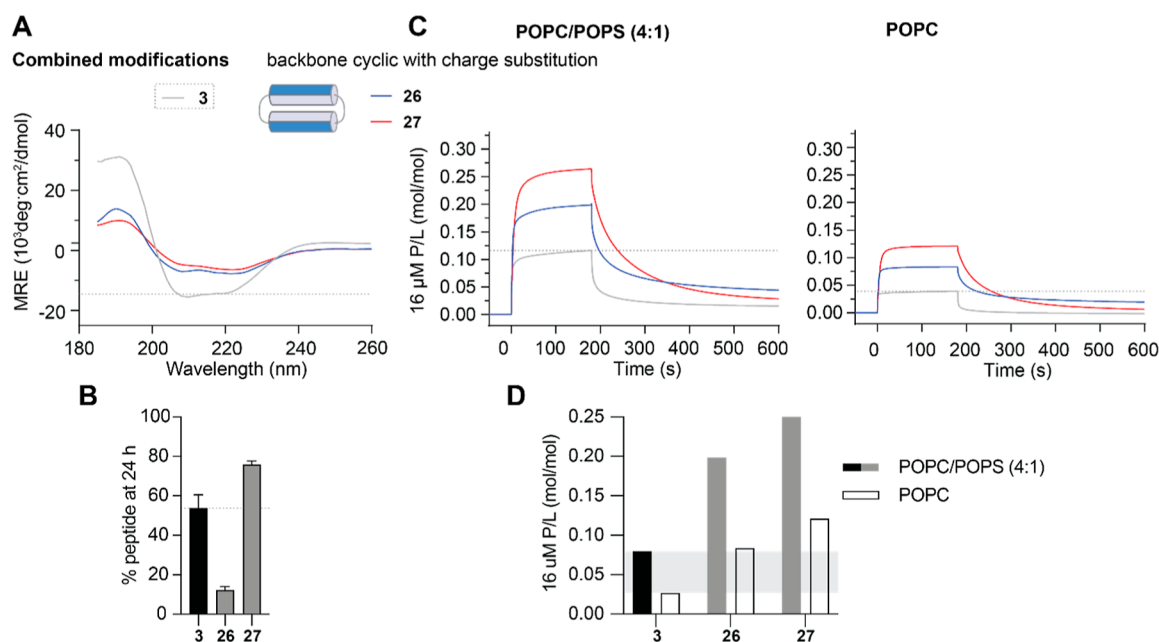 A
Combined modifications
backbone cyclic with charge substitution
3
26
27
MRE (10³deg·cm²/dmol)
40
20
0
-20
180 200 220 240 260
Wavelength (nm)
C
POPC/POPS (4:1)
POPC
16 µM P/L (mol/mol)
0.30
0.25
0.20
0.15
0.10
0.05
0.00
0 100 200 300 400 500 600
Time (s)
0.30
0.25
0.20
0.15
0.10
0.05
0.00
0 100 200 300 400 500 600
Time (s)
B
% peptide at 24 h
100
80
60
40
20
0
3 26 27
D
16 uM P/L (mol/mol)
0.25
0.20
0.15
0.10
0.05
0.00
3 26 27
POPC/POPS (4:1)
POPC